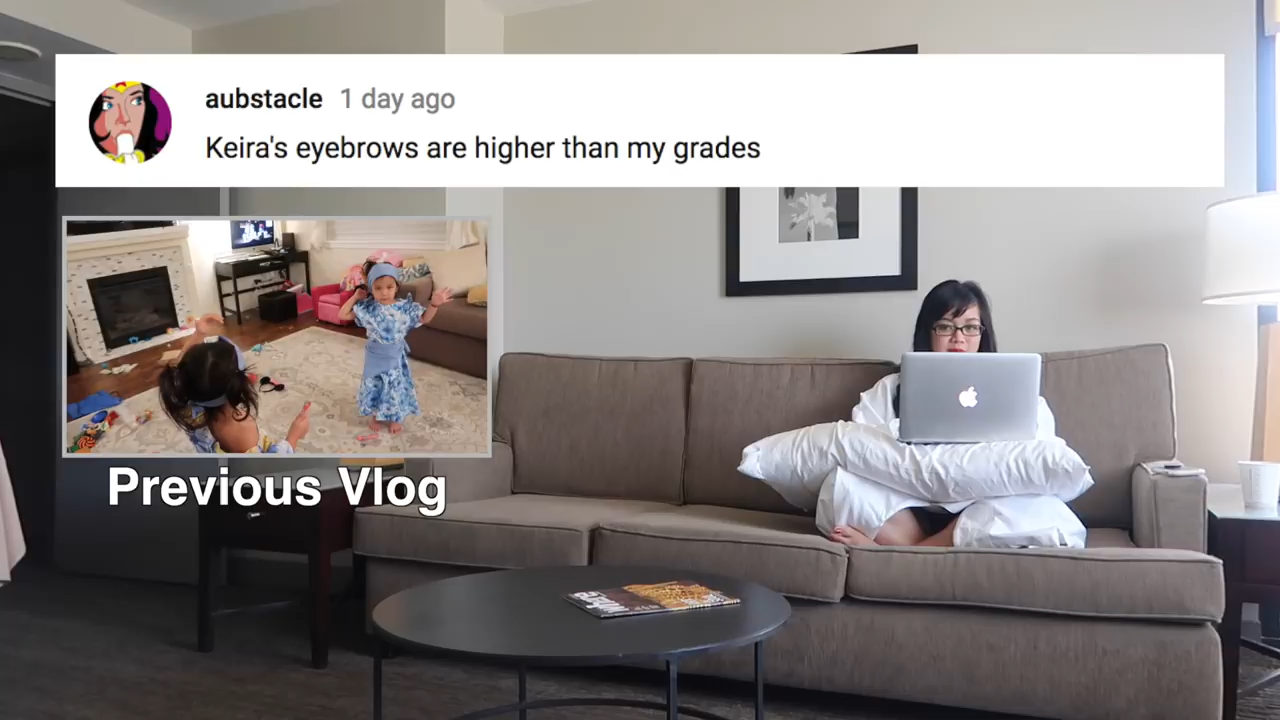 aubstacle 1 day ago
Keira's eyebrows are higher than my grades
Previous Vlog